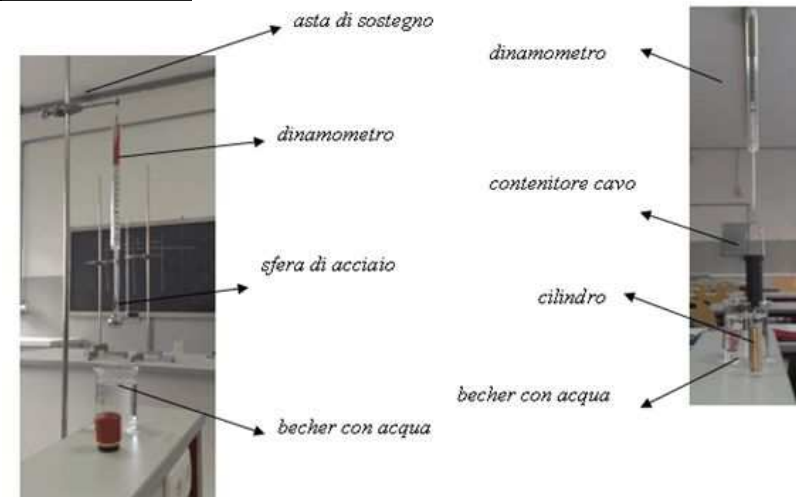 asta di sostegno
dinamometro
sfera di acciaio
becher con acqua
dinamometro
contenitore cavo
cilindro
becher con acqua